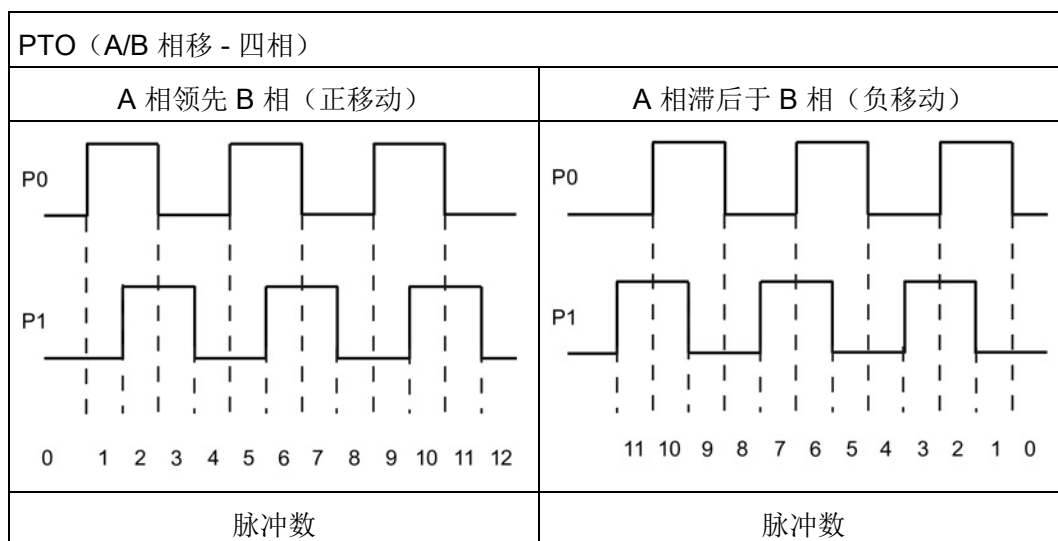 PTO（A/B 相移 - 四相）
A 相领先 B 相（正移动）
A 相滞后于 B 相（负移动）
P0
P1
0 1 2 3 4 5 6 7 8 9 10 11 12
P0
P1
11 10 9 8 7 6 5 4 3 2 1 0
脉冲数
脉冲数